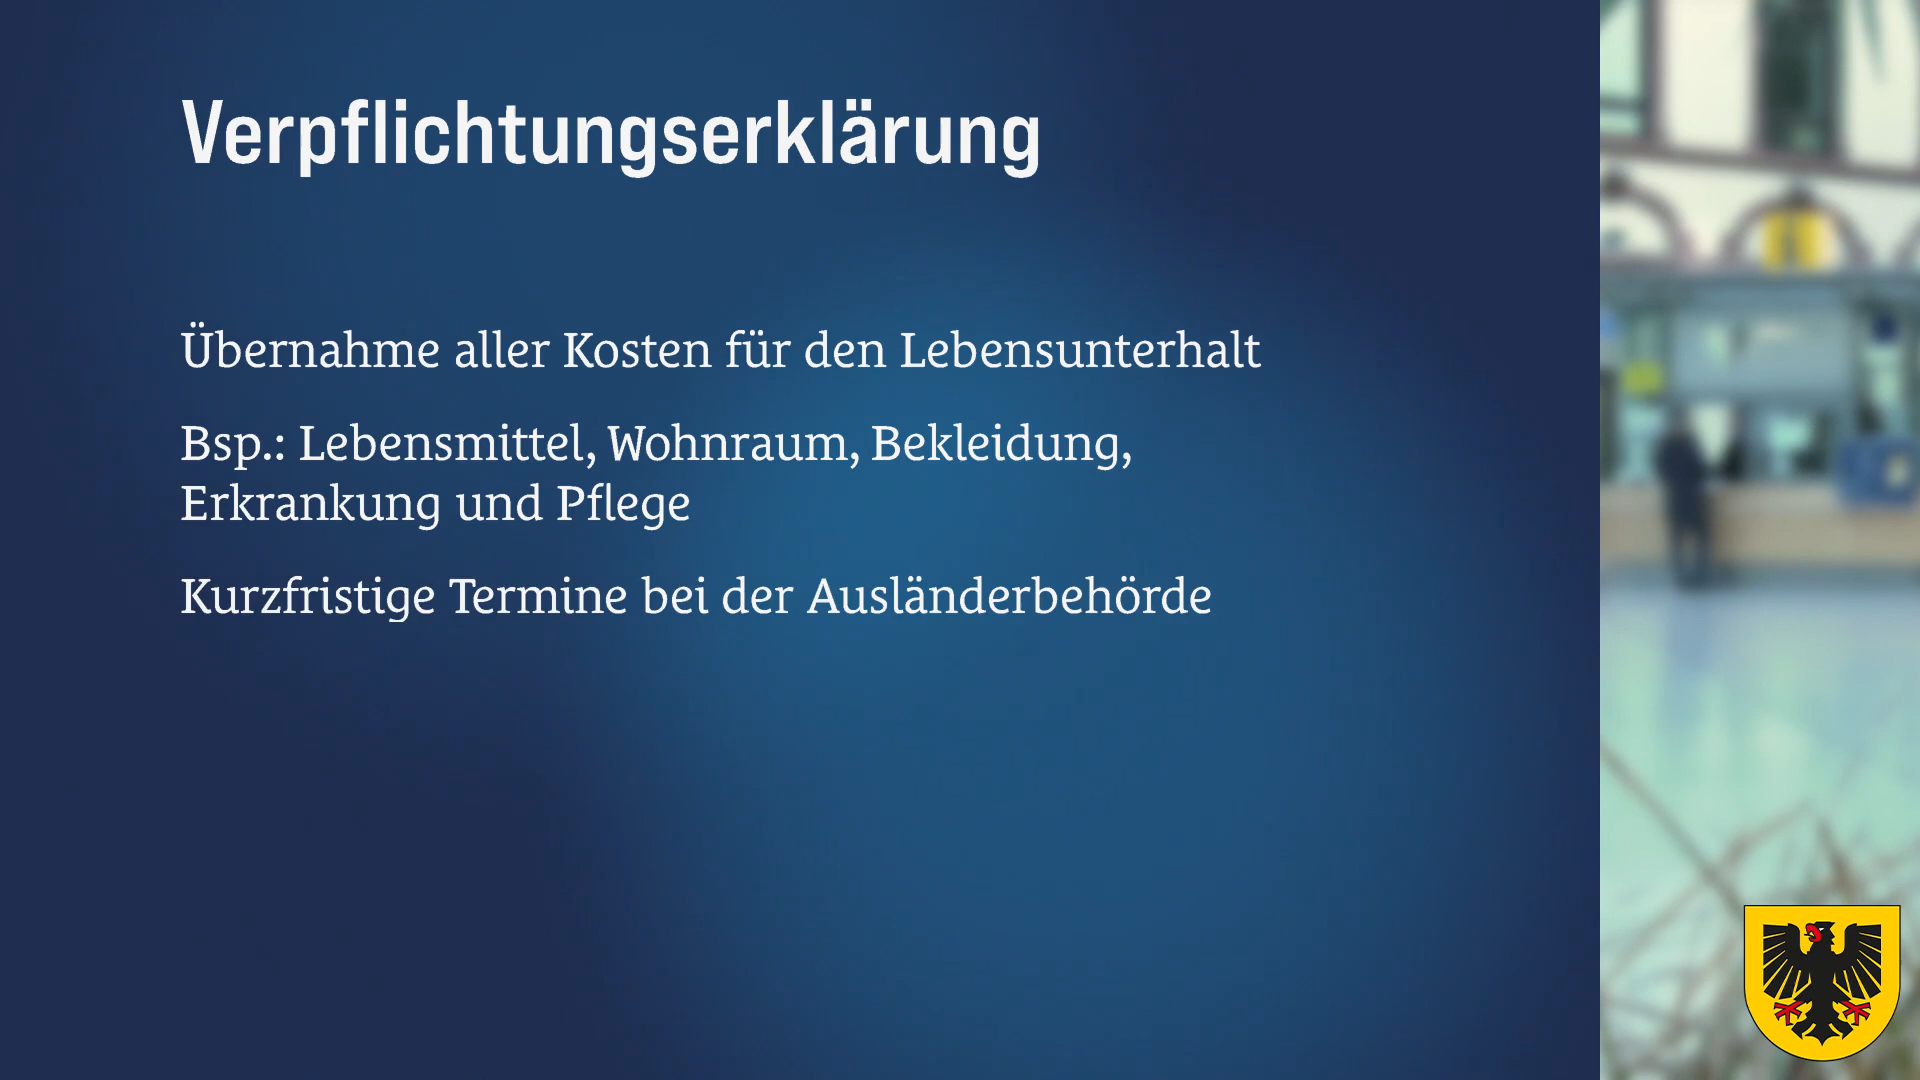 Verpflichtungserklärung
Übernahme aller Kosten für den Lebensunterhalt
Bsp.: Lebensmittel, Wohnraum, Bekleidung,
Erkrankung und Pflege
Kurzfristige Termine bei der Ausländerbehörde